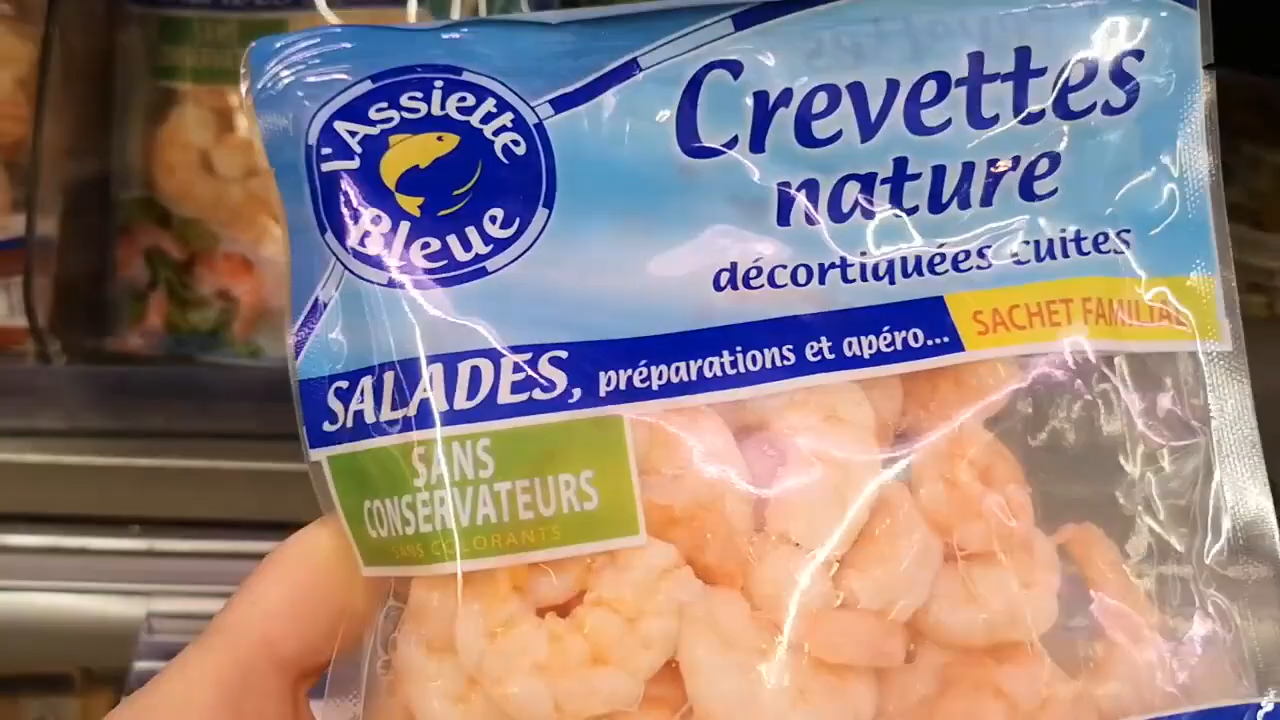 l'Assiette
Bleue
Crevettes
nature
décortiquées cuites
SACHET FAMILIAL
SALADES, préparations et apéro...
SANS
CONSERVATEURS
SANS COLORANTS